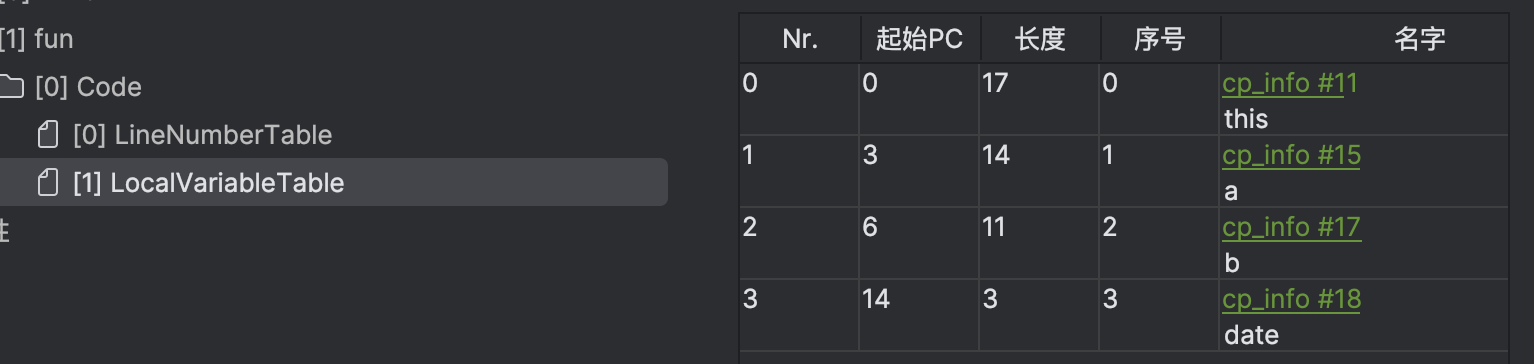 [1] fun
[0] Code
[0] LineNumberTable
[1] LocalVariableTable
Nr. 起始PC 长度 序号 名字
0 0 17 0 cp_info #11
this
1 3 14 1 cp_info #15
a
2 6 11 2 cp_info #17
b
3 14 3 3 cp_info #18
date